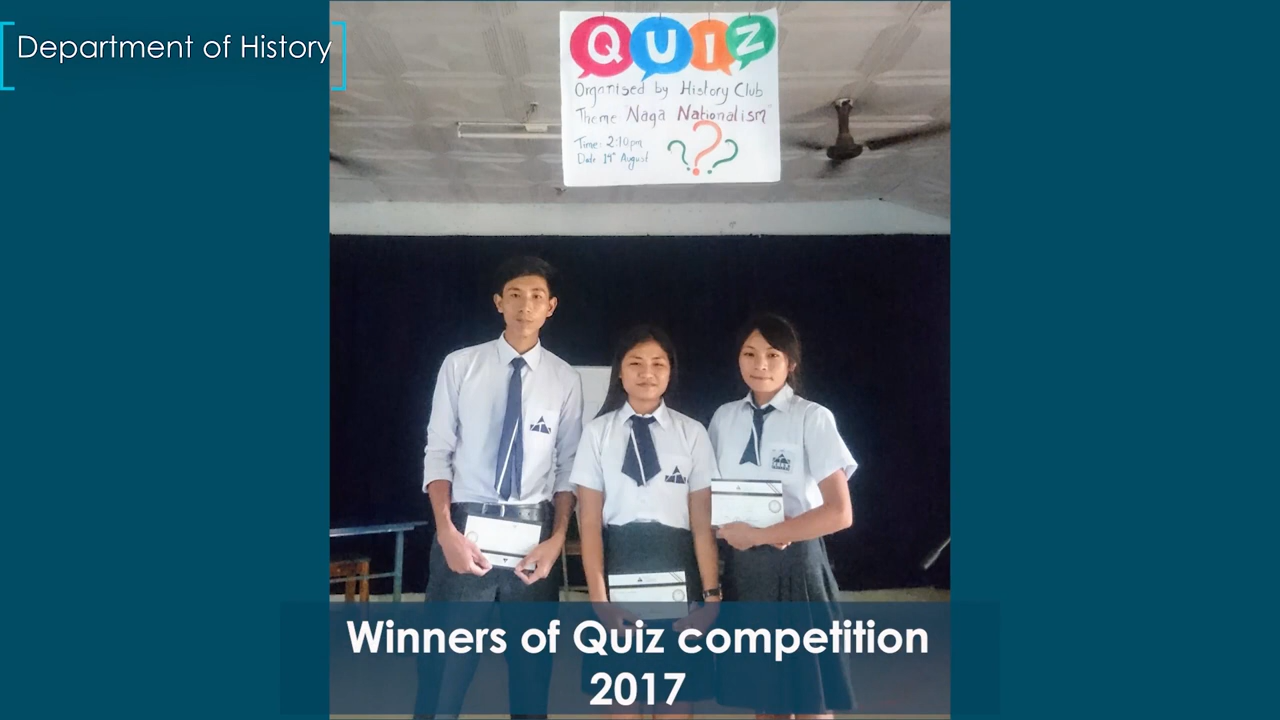 Department of History
QUIZ
Organised by History Club
Theme "Naga Nationalism"
Time: 2:10pm
Date: 19th August
???
Winners of Quiz competition
2017